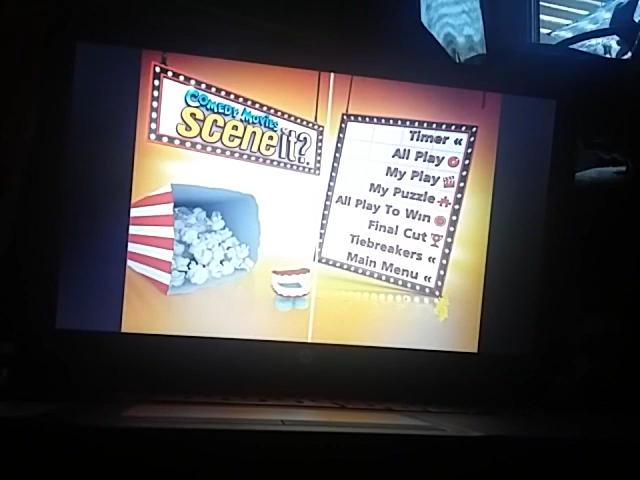 COMEDY MOVIES
scene it?
Timer «
All Play
My Play
My Puzzle
All Play To Win
Final Cut
Tiebreakers «
Main Menu «